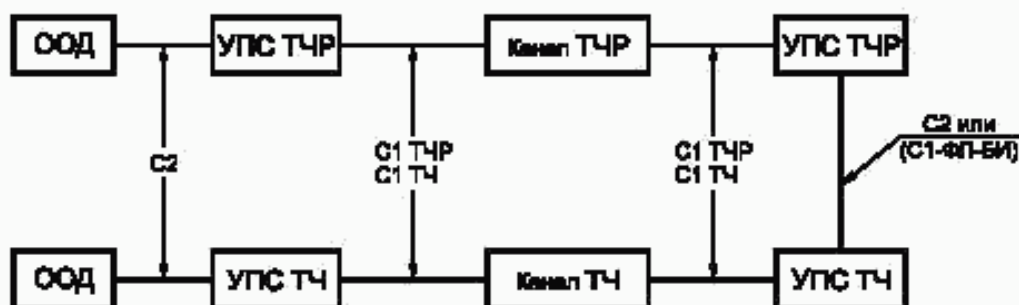 ООД
УПС ТЧР
Канал ТЧР
УПС ТЧР
С2
С1 ТЧР
С1 ТЧ
С1 ТЧР
С1 ТЧ
С2 или
(С1-ФЛ-БИ)
ООД
УПС ТЧ
Канал ТЧ
УПС ТЧ